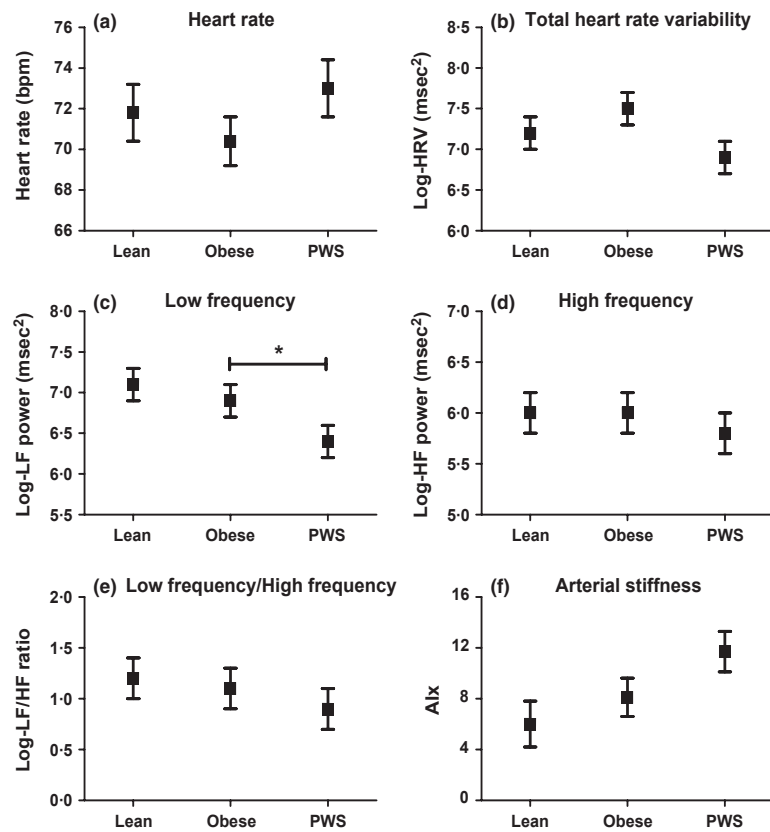 (a) Heart rate
Heart rate (bpm)
76
74
72
70
68
66
Lean Obese PWS
(b) Total heart rate variability
Log-HRV (msec²)
8·5
8·0
7·5
7·0
6·5
6·0
Lean Obese PWS
(c) Low frequency
Log-LF power (msec²)
8·0
7·5
7·0
6·5
6·0
5·5
*
Lean Obese PWS
(d) High frequency
Log-HF power (msec²)
7·0
6·5
6·0
5·5
5·0
Lean Obese PWS
(e) Low frequency/High frequency
Log-LF/HF ratio
2·0
1·5
1·0
0·5
0·0
Lean Obese PWS
(f) Arterial stiffness
AIx
16
12
8
4
0
Lean Obese PWS